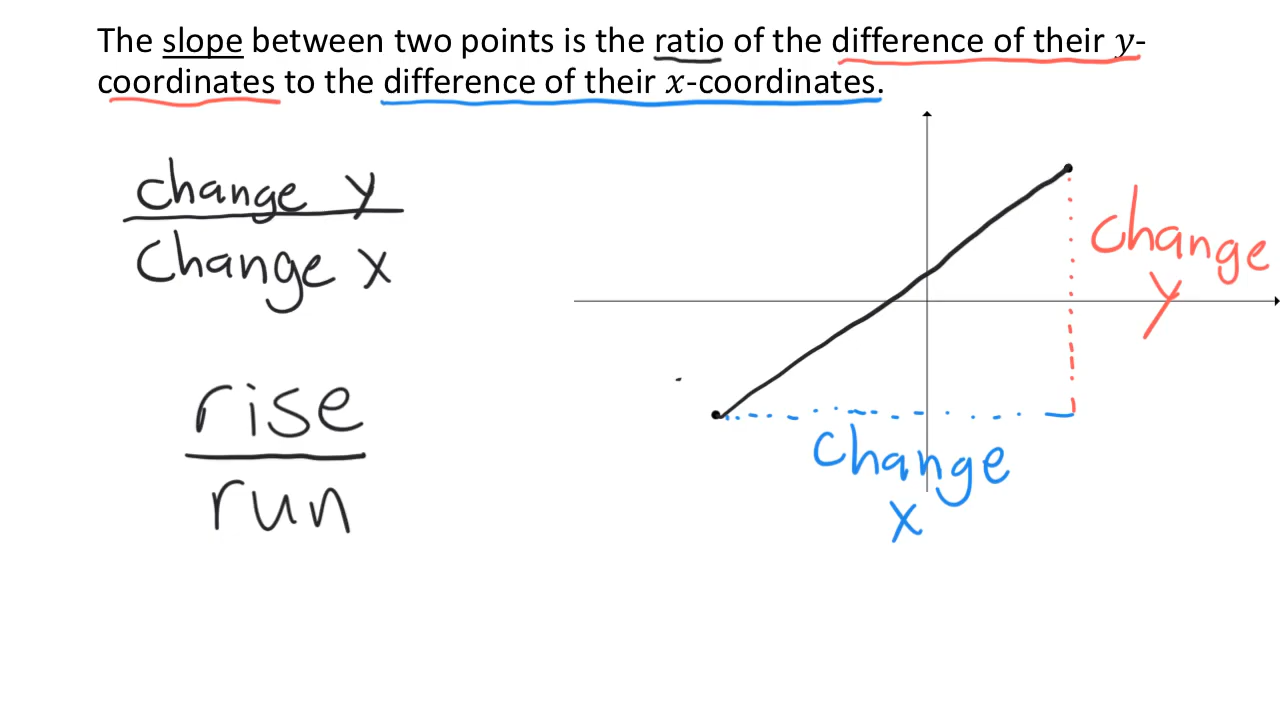 The slope between two points is the ratio of the difference of their y-
coordinates to the difference of their x-coordinates.
change y
Change x
rise
run
change
y
Change
x